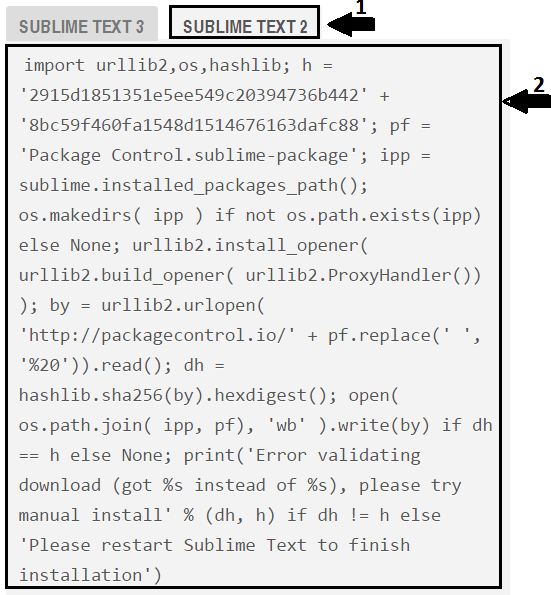 SUBLIME TEXT 3
SUBLIME TEXT 2
1
2
import urllib2,os,hashlib; h =
'2915d1851351e5ee549c20394736b442' +
'8bc59f460fa1548d1514676163dafc88'; pf =
'Package Control.sublime-package'; ipp =
sublime.installed_packages_path();
os.makedirs( ipp ) if not os.path.exists(ipp)
else None; urllib2.install_opener(
urllib2.build_opener( urllib2.ProxyHandler())
); by = urllib2.urlopen(
'http://packagecontrol.io/' + pf.replace(' ',
'%20')).read(); dh =
hashlib.sha256(by).hexdigest(); open(
os.path.join( ipp, pf), 'wb' ).write(by) if dh
== h else None; print('Error validating
download (got %s instead of %s), please try
manual install' % (dh, h) if dh != h else
'Please restart Sublime Text to finish
installation')